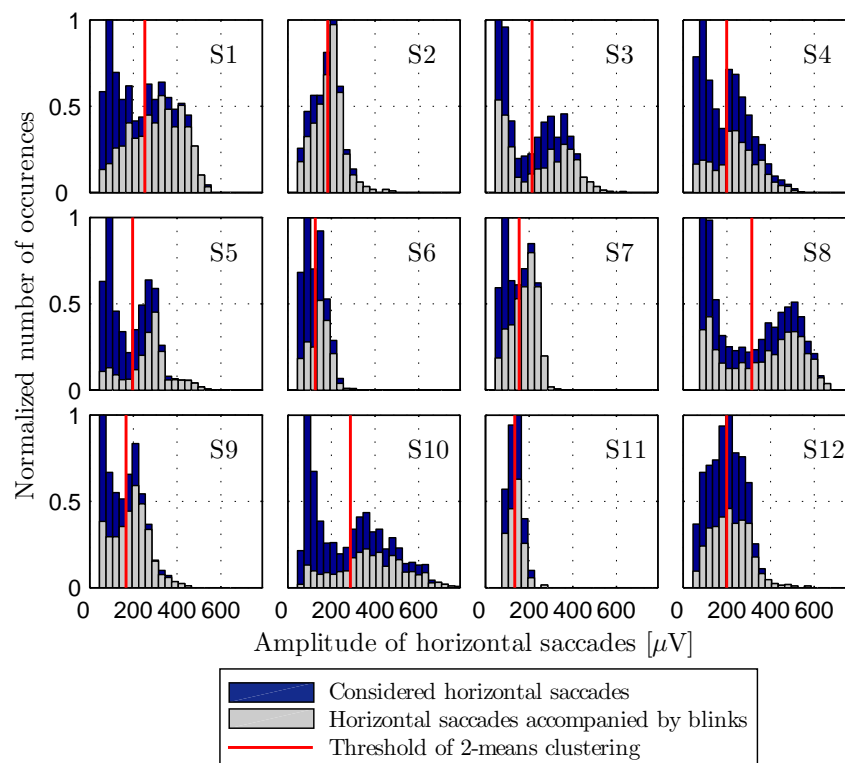 1
0.5
0
S1
S2
S3
S4
1
0.5
0
S5
S6
S7
S8
1
0.5
0
S9
S10
S11
S12
0 200 400 600
0 200 400 600
0 200 400 600
0 200 400 600
Normalized number of occurences
Amplitude of horizontal saccades [μV]
Considered horizontal saccades
Horizontal saccades accompanied by blinks
Threshold of 2-means clustering